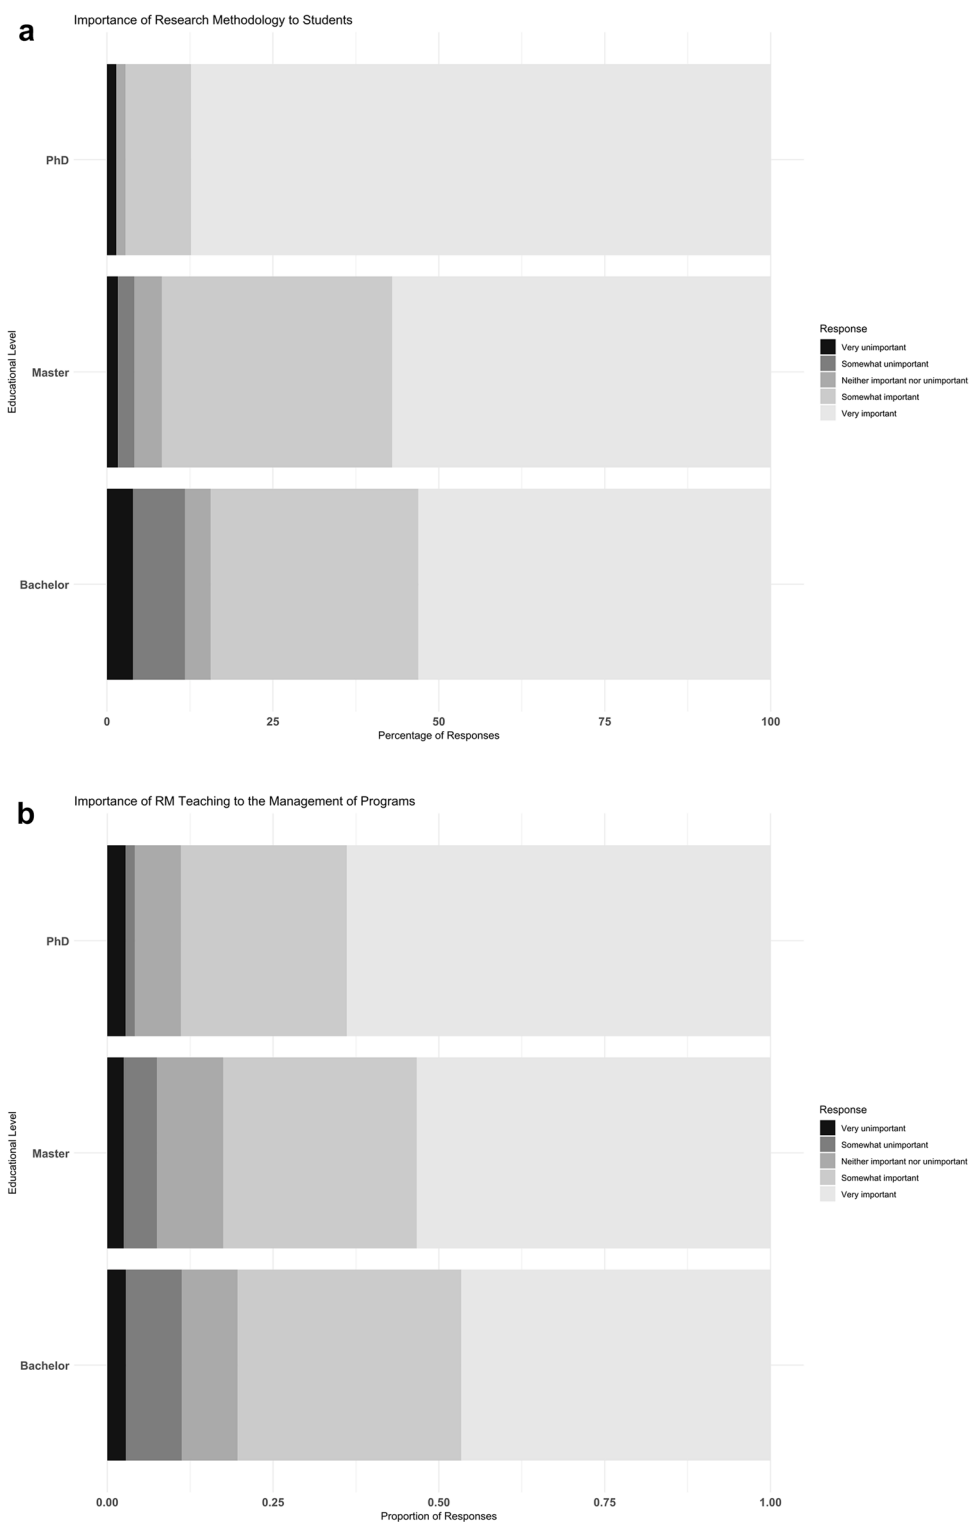 a
Importance of Research Methodology to Students
PhD
Master
Bachelor
Educational Level
0 25 50 75 100
Percentage of Responses
Response
Very unimportant
Somewhat unimportant
Neither important nor unimportant
Somewhat important
Very important
b
Importance of RM Teaching to the Management of Programs
PhD
Master
Bachelor
Educational Level
0.00 0.25 0.50 0.75 1.00
Proportion of Responses
Response
Very unimportant
Somewhat unimportant
Neither important nor unimportant
Somewhat important
Very important